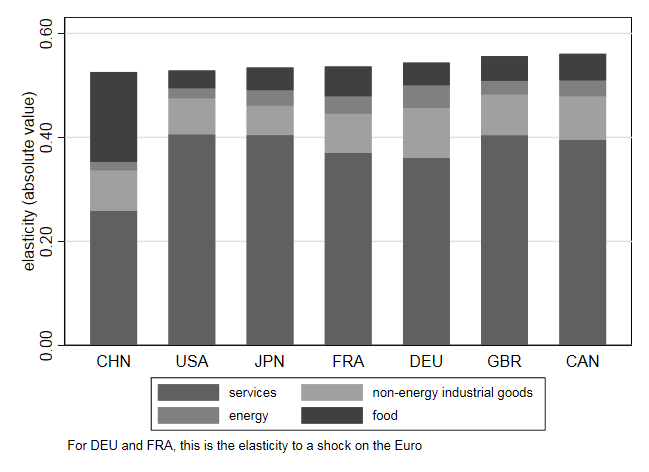 0.60
0.40
0.20
0.00
elasticity (absolute value)
CHN USA JPN FRA DEU GBR CAN
services non-energy industrial goods
energy food
For DEU and FRA, this is the elasticity to a shock on the Euro